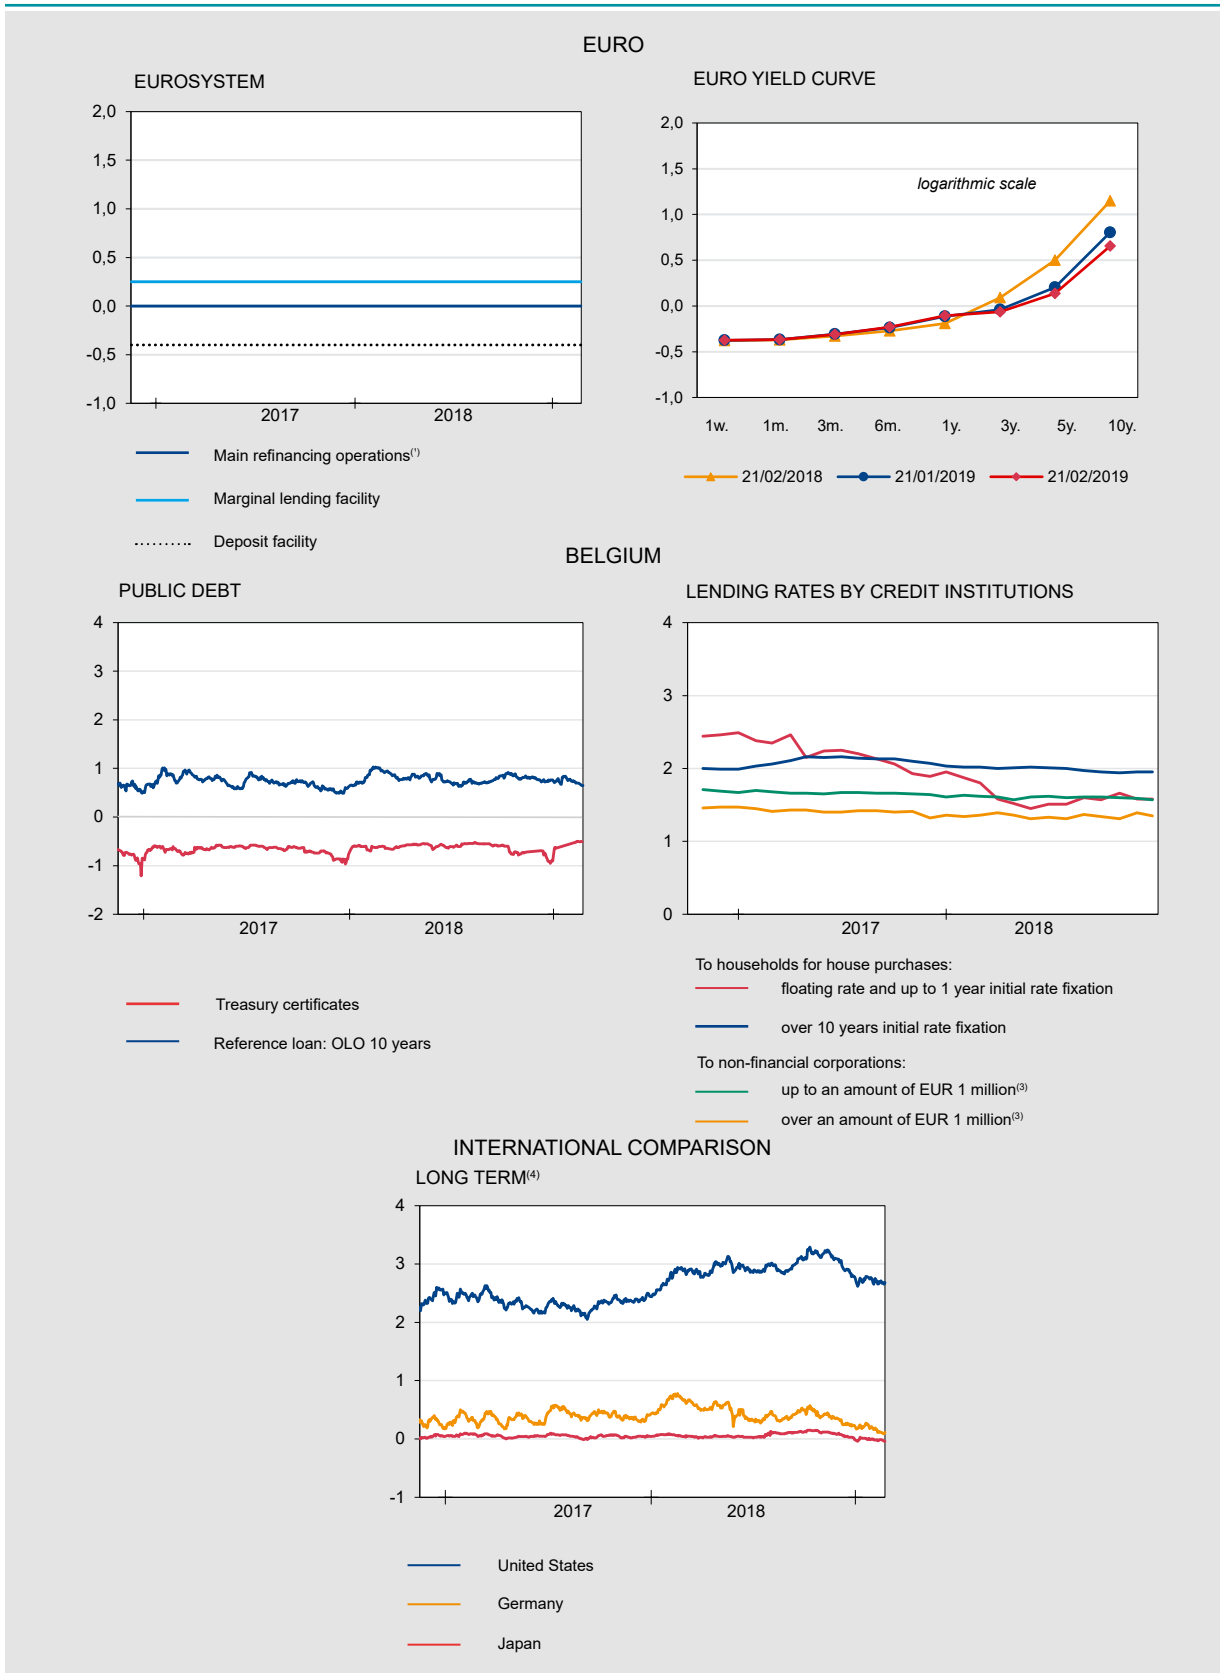 EURO
EUROSYSTEM
2,0
1,5
1,0
0,5
0,0
-0,5
-1,0
2017 2018
Main refinancing operations(¹)
Marginal lending facility
Deposit facility
EURO YIELD CURVE
2,0
1,5
1,0
0,5
0,0
-0,5
-1,0
logarithmic scale
1w. 1m. 3m. 6m. 1y. 3y. 5y. 10y.
21/02/2018 21/01/2019 21/02/2019
BELGIUM
PUBLIC DEBT
4
3
2
1
0
-1
-2
2017 2018
Treasury certificates
Reference loan: OLO 10 years
LENDING RATES BY CREDIT INSTITUTIONS
4
3
2
1
0
2017 2018
To households for house purchases:
floating rate and up to 1 year initial rate fixation
over 10 years initial rate fixation
To non-financial corporations:
up to an amount of EUR 1 million(3)
over an amount of EUR 1 million(3)
INTERNATIONAL COMPARISON
LONG TERM(4)
4
3
2
1
0
-1
2017 2018
United States
Germany
Japan